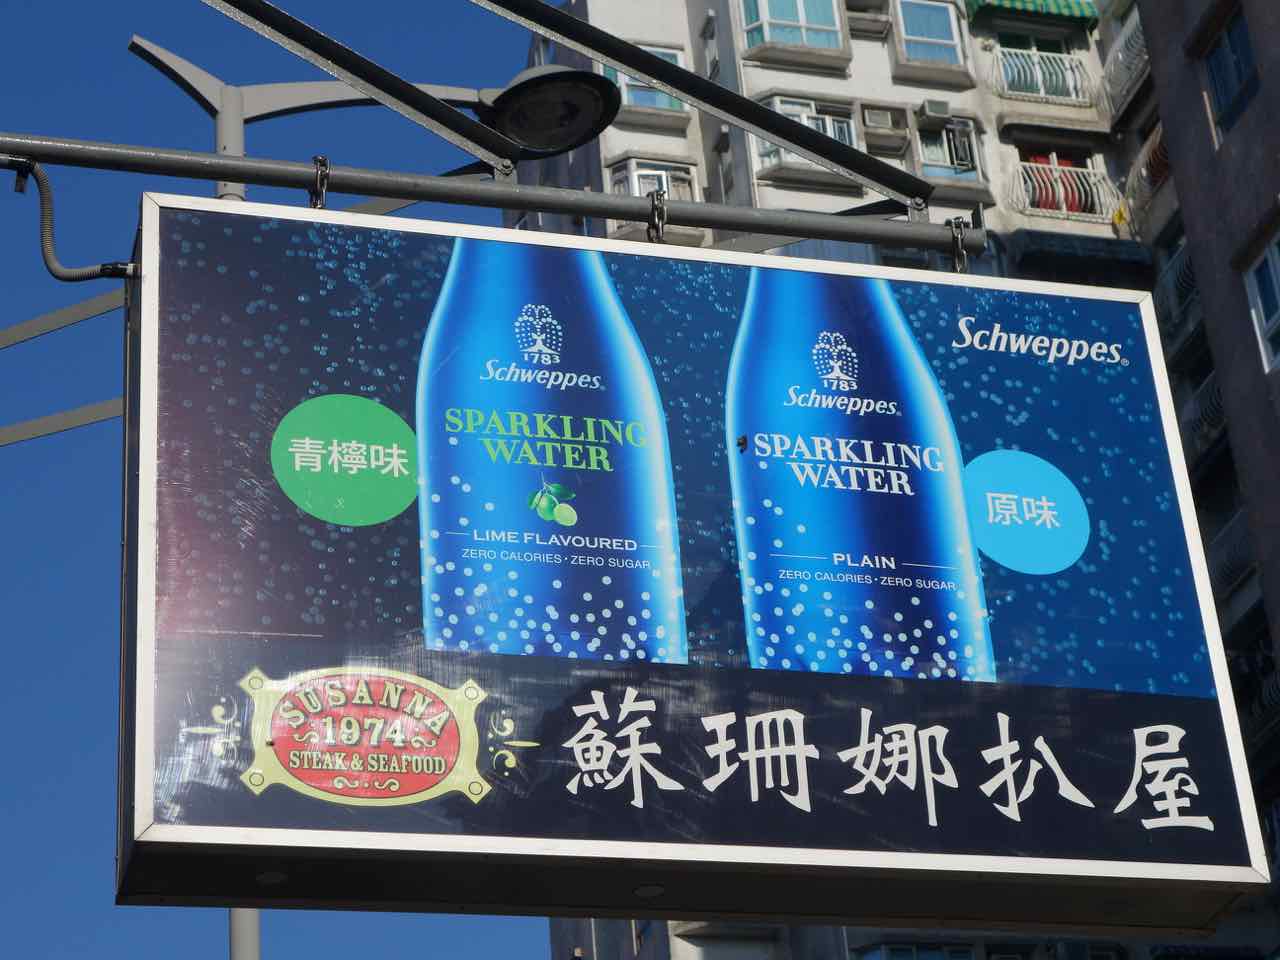 Schweppes
1783
Schweppes
SPARKLING
WATER
LIME FLAVOURED
ZERO CALORIES · ZERO SUGAR
青檸味
1783
Schweppes
SPARKLING
WATER
PLAIN
ZERO CALORIES · ZERO SUGAR
原味
SUSANNA
1974
STEAK & SEAFOOD
蘇珊娜扒屋